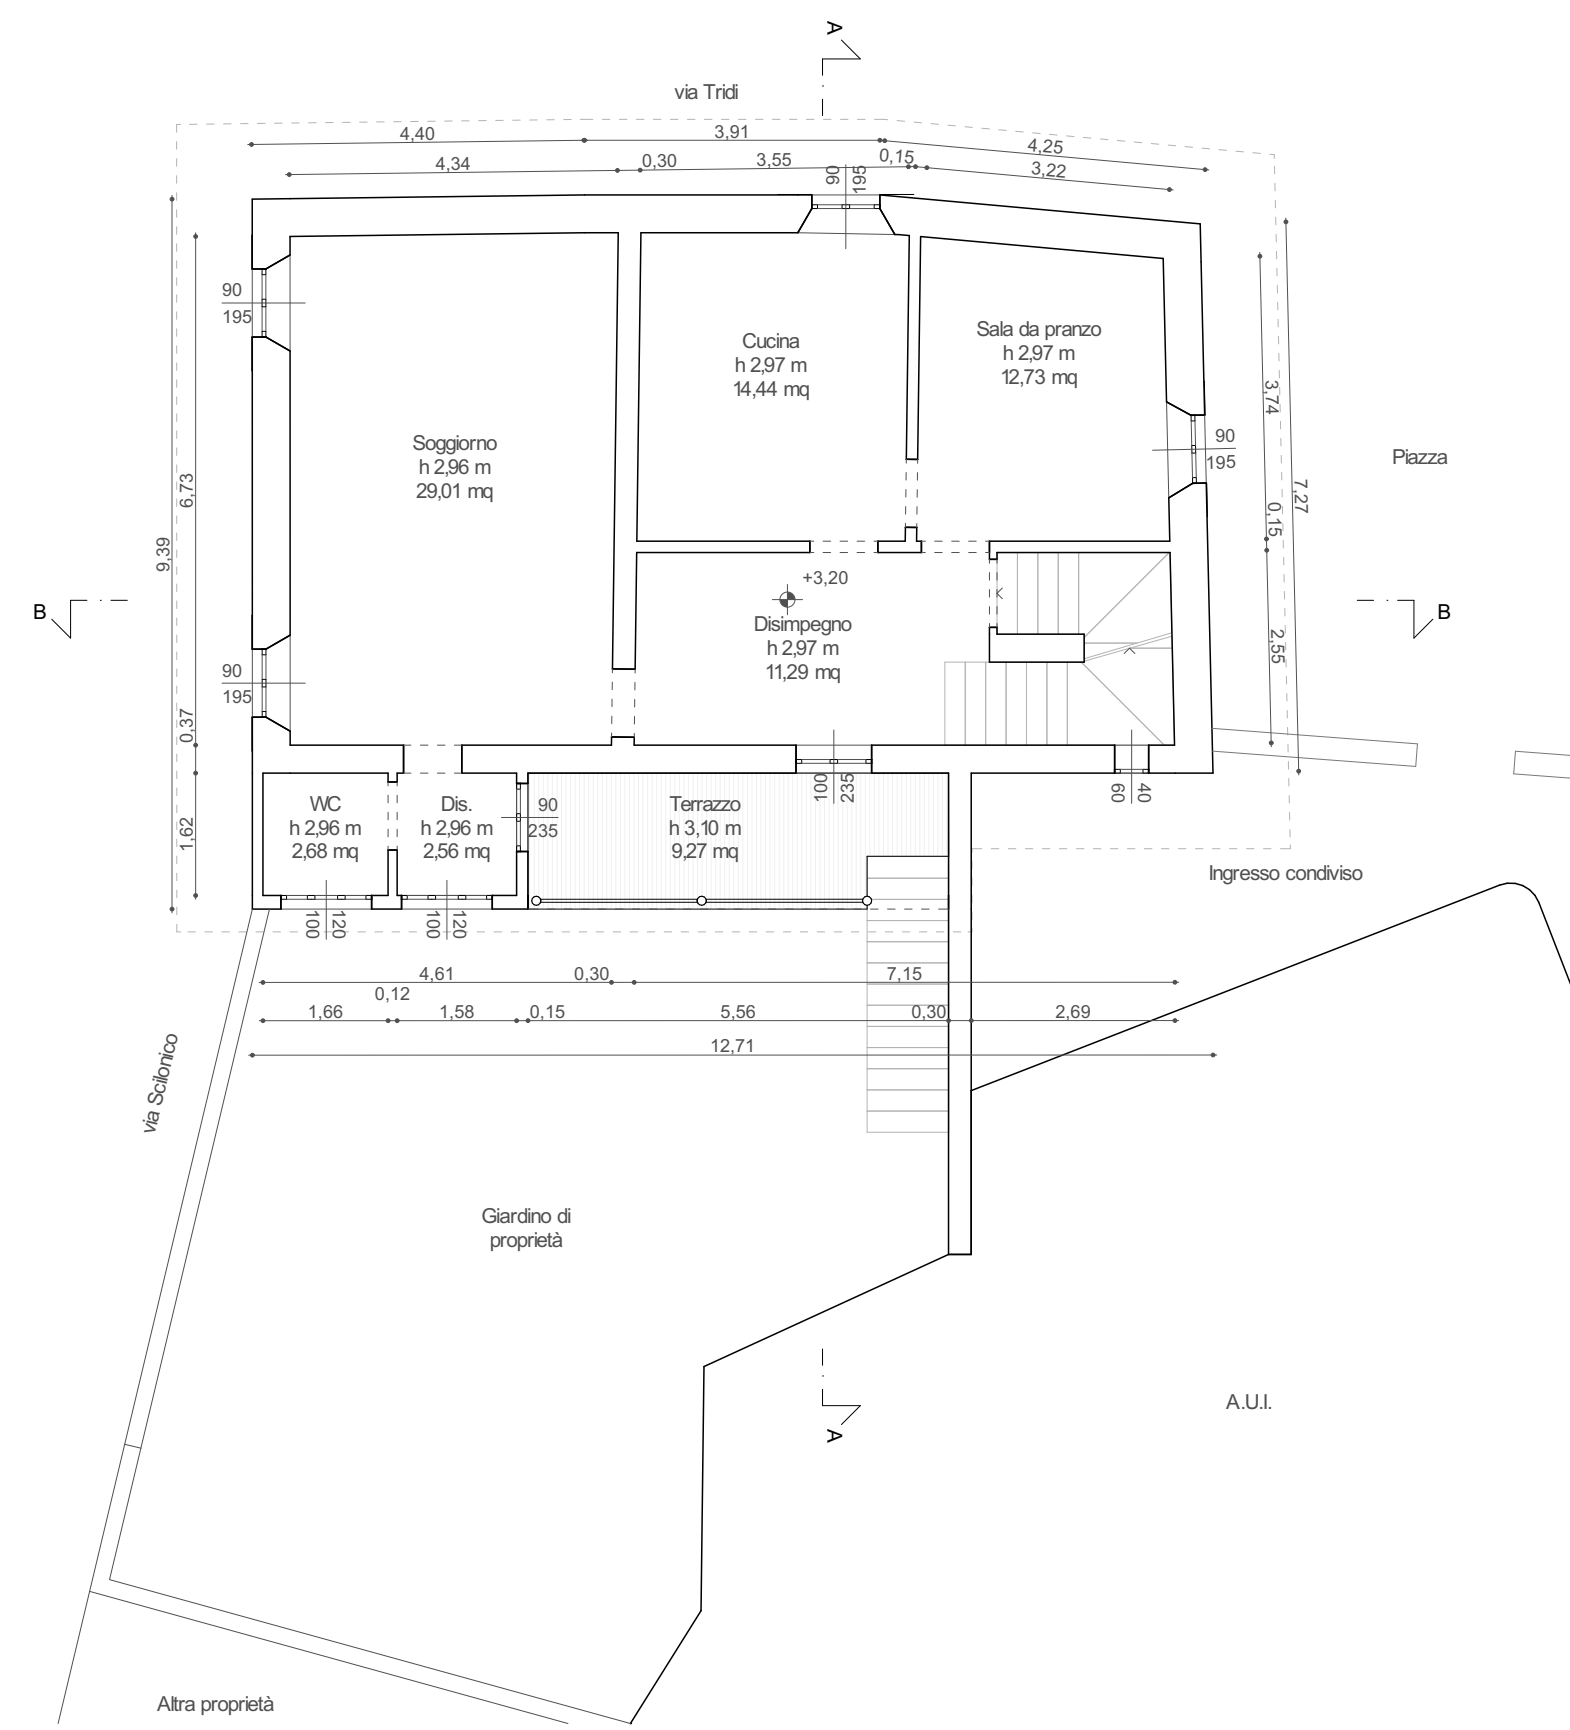 A
via Tridi
4,40
3,91
4,25
4,34
0,30
3,55
0,15
3,22
90
195
90
195
Cucina
h 2,97 m
14,44 mq
Sala da pranzo
h 2,97 m
12,73 mq
3,74
Soggiorno
h 2,96 m
29,01 mq
90
195
Piazza
6,73
7,27
0,15
9,39
+3,20
B
B
Disimpegno
h 2,97 m
11,29 mq
2,55
90
195
0,37
100
235
60
40
WC
h 2,96 m
2,68 mq
Dis.
h 2,96 m
2,56 mq
90
235
Terrazzo
h 3,10 m
9,27 mq
1,62
Ingresso condiviso
100
120
100
120
4,61
0,30
7,15
0,12
1,66
1,58
0,15
5,56
0,30
2,69
12,71
via Scilonico
Giardino di
proprietà
A.U.I.
A
Altra proprietà